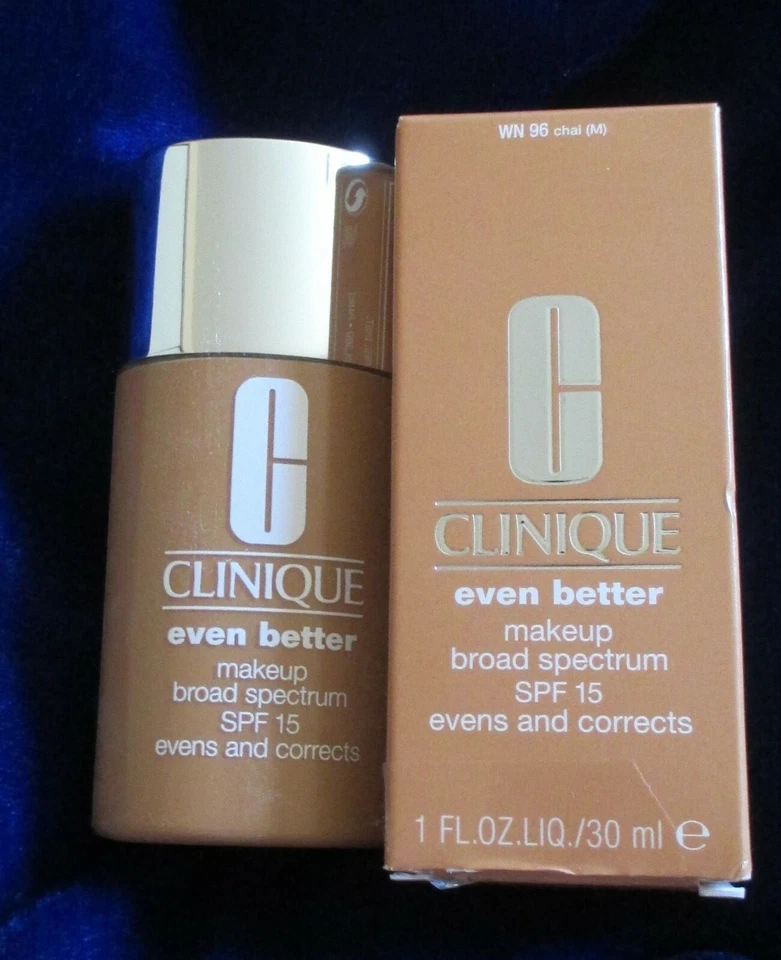 C
CLINIQUE
even better
makeup
broad spectrum
SPF 15
evens and corrects
WN 96 chai (M)
C
CLINIQUE
even better
makeup
broad spectrum
SPF 15
evens and corrects
1 FL.OZ.LIQ./30 ml e